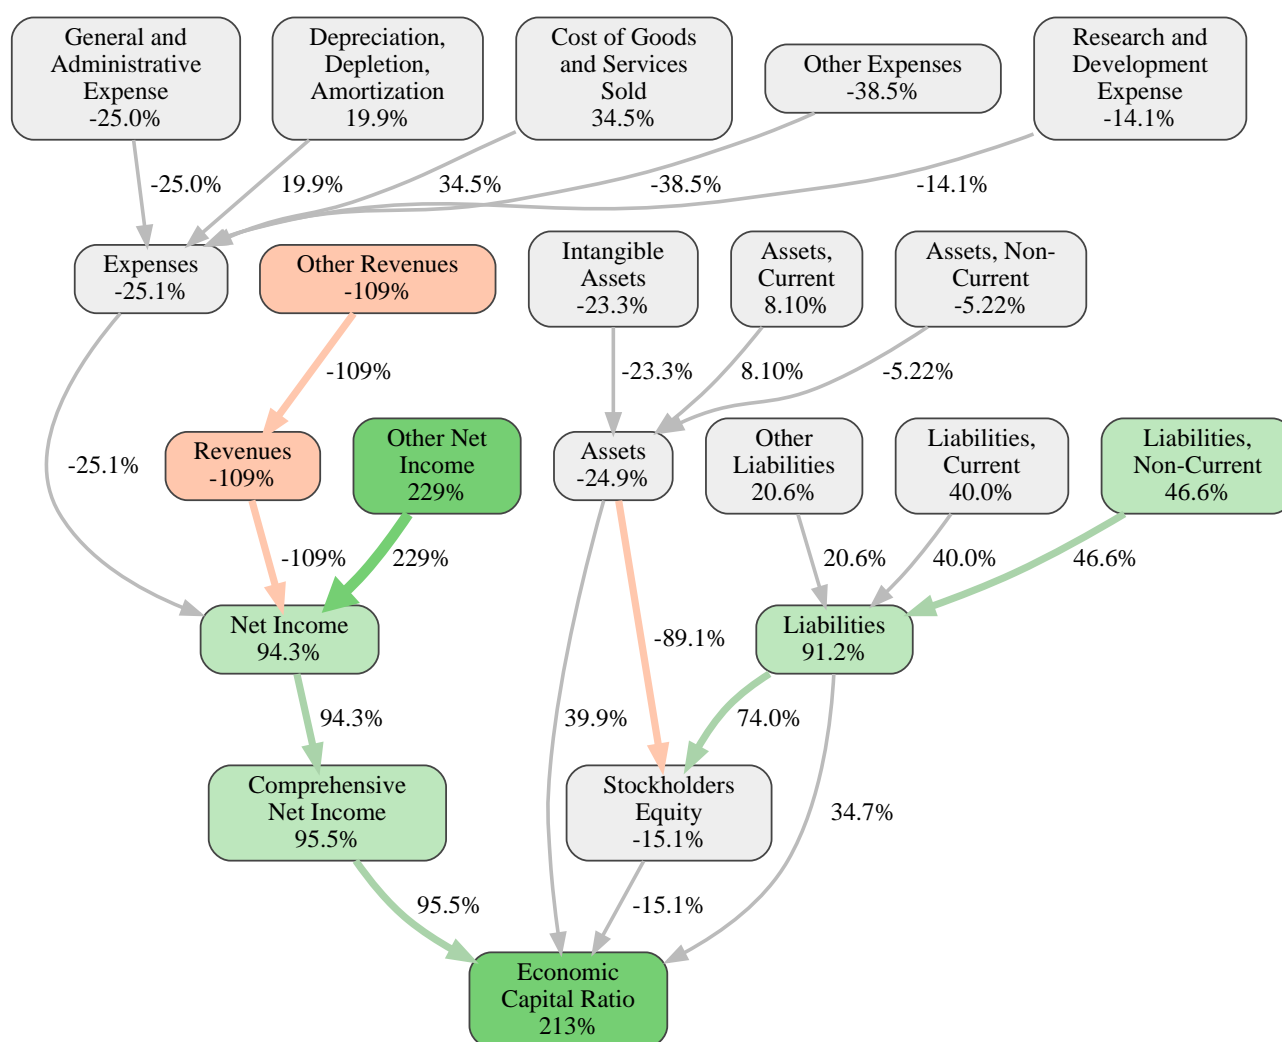 General and
Administrative
Expense
-25.0%
Depreciation,
Depletion,
Amortization
19.9%
Cost of Goods
and Services
Sold
34.5%
Other Expenses
-38.5%
Research and
Development
Expense
-14.1%
-25.0%
19.9%
34.5%
-38.5%
-14.1%
Expenses
-25.1%
Other Revenues
-109%
Intangible
Assets
-23.3%
Assets,
Current
8.10%
Assets, Non-
Current
-5.22%
-109%
-23.3%
8.10%
-5.22%
-25.1%
Revenues
-109%
Other Net
Income
229%
Assets
-24.9%
Other
Liabilities
20.6%
Liabilities,
Current
40.0%
Liabilities,
Non-Current
46.6%
-109%
229%
20.6%
40.0%
46.6%
Net Income
94.3%
-89.1%
Liabilities
91.2%
94.3%
39.9%
74.0%
Comprehensive
Net Income
95.5%
Stockholders
Equity
-15.1%
34.7%
95.5%
-15.1%
Economic
Capital Ratio
213%